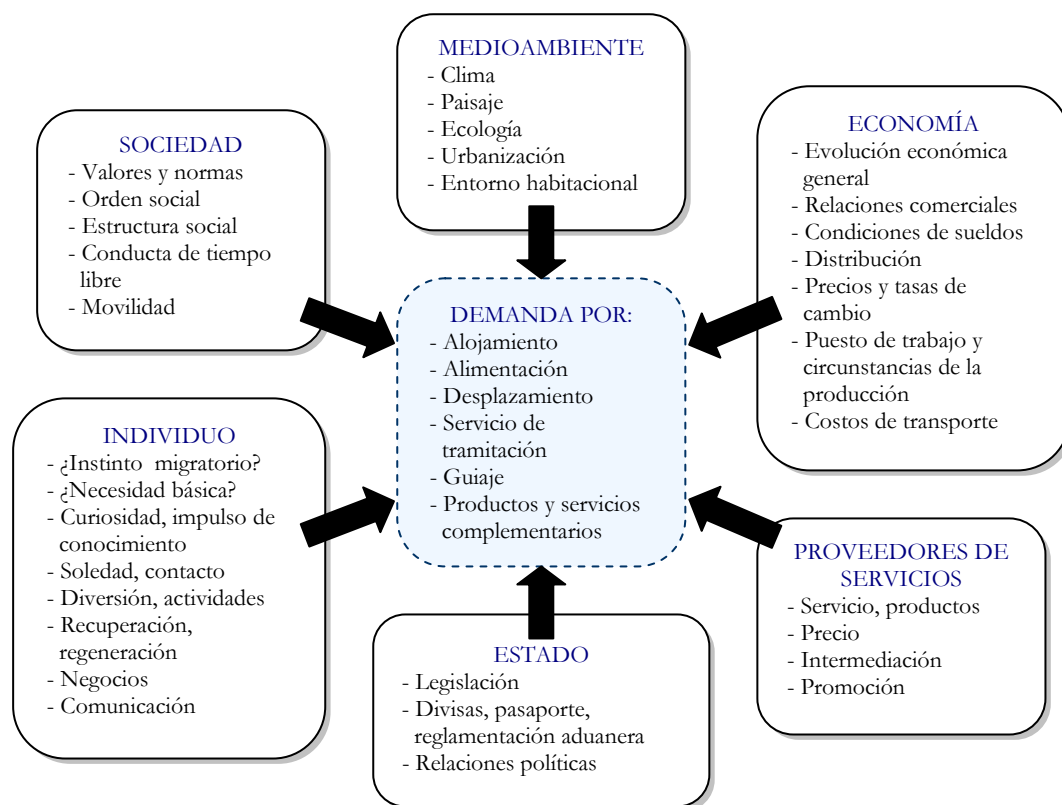 MEDIOAMBIENTE
- Clima
- Paisaje
- Ecología
- Urbanización
- Entorno habitacional
SOCIEDAD
- Valores y normas
- Orden social
- Estructura social
- Conducta de tiempo
libre
- Movilidad
ECONOMÍA
- Evolución económica
general
- Relaciones comerciales
- Condiciones de sueldos
- Distribución
- Precios y tasas de
cambio
- Puesto de trabajo y
circunstancias de la
producción
- Costos de transporte
DEMANDA POR:
- Alojamiento
- Alimentación
- Desplazamiento
- Servicio de
tramitación
- Guiaje
- Productos y servicios
complementarios
INDIVIDUO
- ¿Instinto migratorio?
- ¿Necesidad básica?
- Curiosidad, impulso de
conocimiento
- Soledad, contacto
- Diversión, actividades
- Recuperación,
regeneración
- Negocios
- Comunicación
ESTADO
- Legislación
- Divisas, pasaporte,
reglamentación aduanera
- Relaciones políticas
PROVEEDORES DE
SERVICIOS
- Servicio, productos
- Precio
- Intermediación
- Promoción